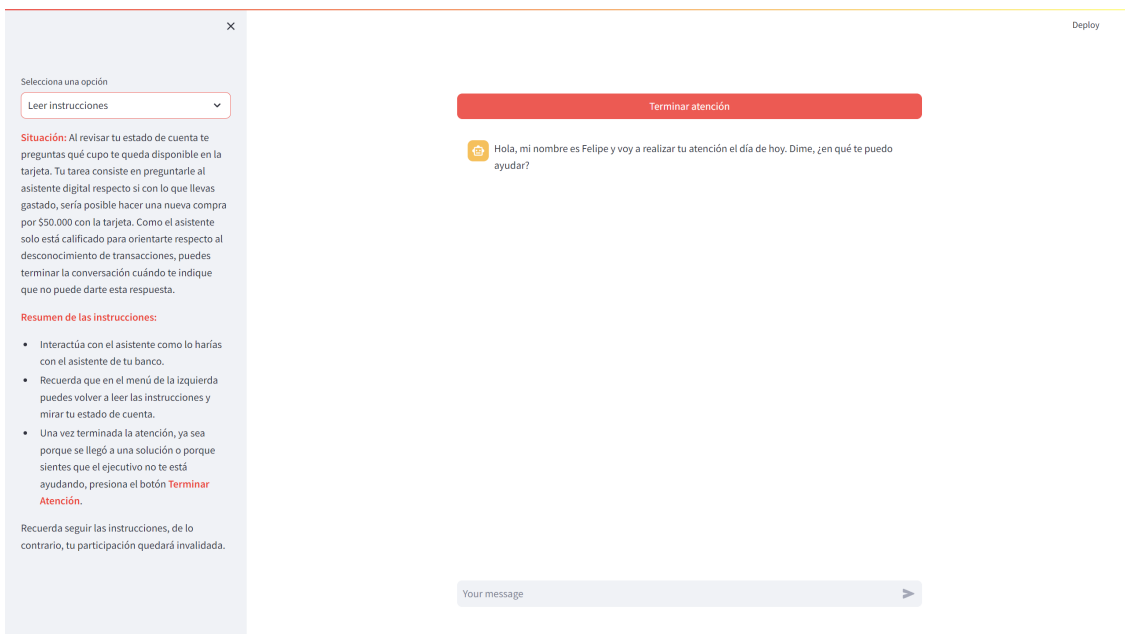 Deploy
Selecciona una opción
Leer instrucciones
Situación: Al revisar tu estado de cuenta te
preguntas qué cupo te queda disponible en la
tarjeta. Tu tarea consiste en preguntarle al
asistente digital respecto si con lo que llevas
gastado, sería posible hacer una nueva compra
por $50.000 con la tarjeta. Como el asistente
solo está calificado para orientarte respecto al
desconocimiento de transacciones, puedes
terminar la conversación cuándo te indique
que no puede darte esta respuesta.
Resumen de las instrucciones:
• Interactúa con el asistente como lo harías
con el asistente de tu banco.
• Recuerda que en el menú de la izquierda
puedes volver a leer las instrucciones y
mirar tu estado de cuenta.
• Una vez terminada la atención, ya sea
porque se llegó a una solución o porque
sientes que el ejecutivo no te está
ayudando, presiona el botón Terminar
Atención.
Recuerda seguir las instrucciones, de lo
contrario, tu participación quedará invalidada.
Terminar atención
Hola, mi nombre es Felipe y voy a realizar tu atención el día de hoy. Dime, ¿en qué te puedo
ayudar?
Your message